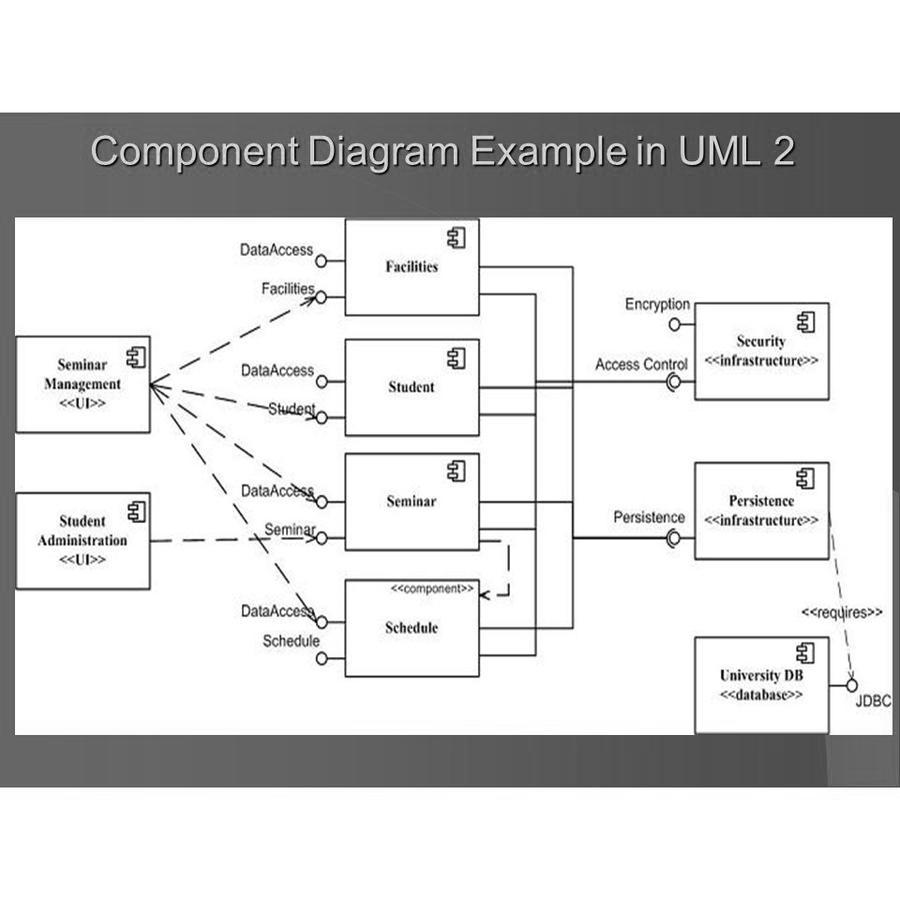 Component Diagram Example in UML 2
DataAccess
Facilities
Facilities
DataAccess
Student
Student
DataAccess
Seminar
Seminar
DataAccess
Schedule
<<component>>
Schedule
Seminar
Management
<<UI>>
Student
Administration
<<UI>>
Encryption
Access Control
Security
<<infrastructure>>
Persistence
Persistence
<<infrastructure>>
<<requires>>
University DB
<<database>>
JDBC